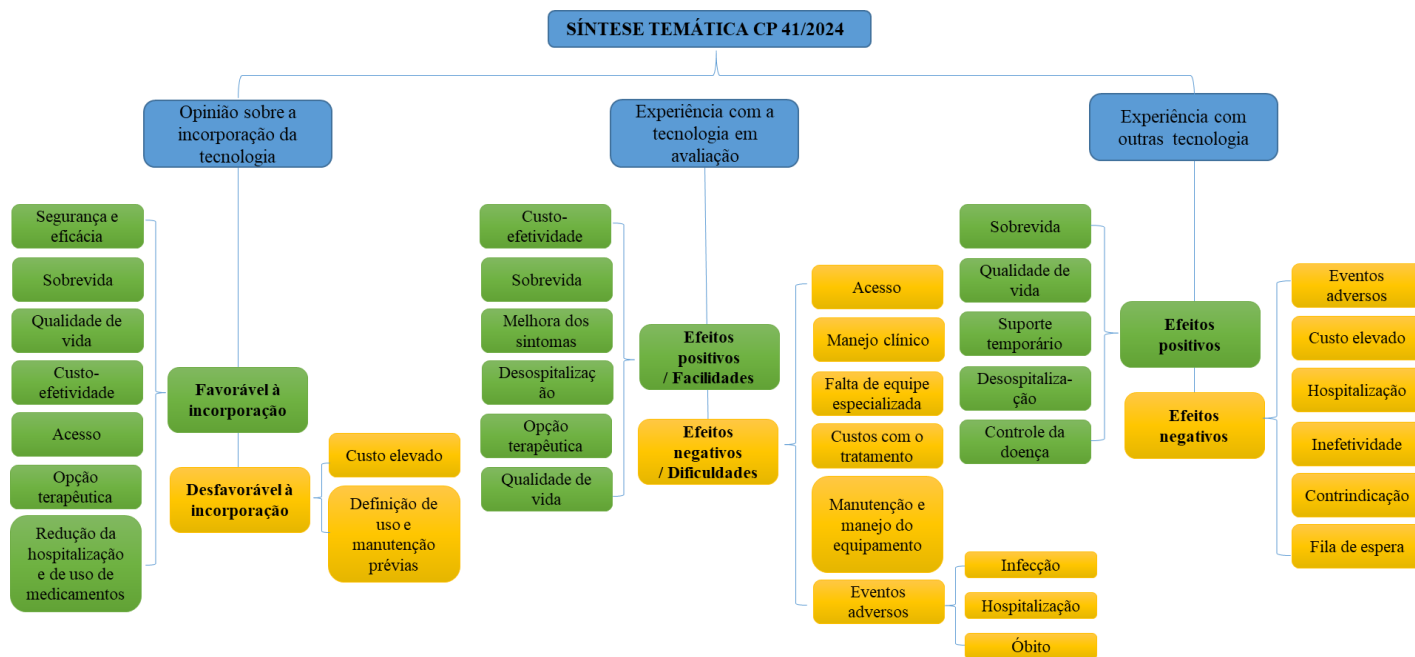 SÍNTESE TEMÁTICA CP 41/2024
Opinião sobre a
incorporação da
tecnologia
Segurança e
eficácia
Sobrevida
Qualidade de
vida
Custo-
efetividade
Acesso
Opção
terapêutica
Redução da
hospitalização
e de uso de
medicamentos
Favorável à
incorporação
Desfavorável à
incorporação
Custo elevado
Definição de
uso e
manutenção
prévias
Experiência com a
tecnologia em
avaliação
Custo-
efetividade
Sobrevida
Melhora dos
sintomas
Desospitalizaç
ão
Opção
terapêutica
Qualidade de
vida
Efeitos
positivos
/ Facilidades
Efeitos
negativos
/ Dificuldades
Acesso
Manejo clínico
Falta de equipe
especializada
Custos com o
tratamento
Manutenção e
manejo do
equipamento
Eventos
adversos
Infecção
Hospitalização
Óbito
Experiência com
outras tecnologia
Sobrevida
Qualidade de
vida
Suporte
temporário
Desospitaliza-
ção
Controle da
doença
Efeitos
positivos
Efeitos
negativos
Eventos
adversos
Custo elevado
Hospitalização
Inefetividade
Contrindicação
Fila de espera